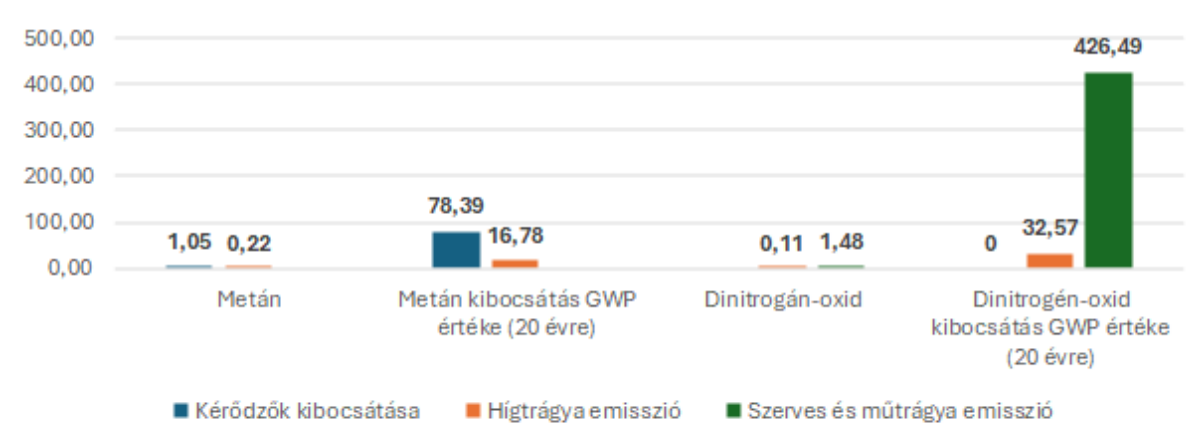 500,00
400,00
300,00
200,00
100,00
0,00
1,05 0,22
78,39
16,78
0,11 1,48
0
32,57
426,49
Metán
Metán kibocsátás GWP
értéke (20 évre)
Dinitrogán-oxid
Dinitrogén-oxid
kibocsátás GWP értéke
(20 évre)
Kérődzők kibocsátása
Hígtrágya emisszió
Szerves és műtrágya emisszió